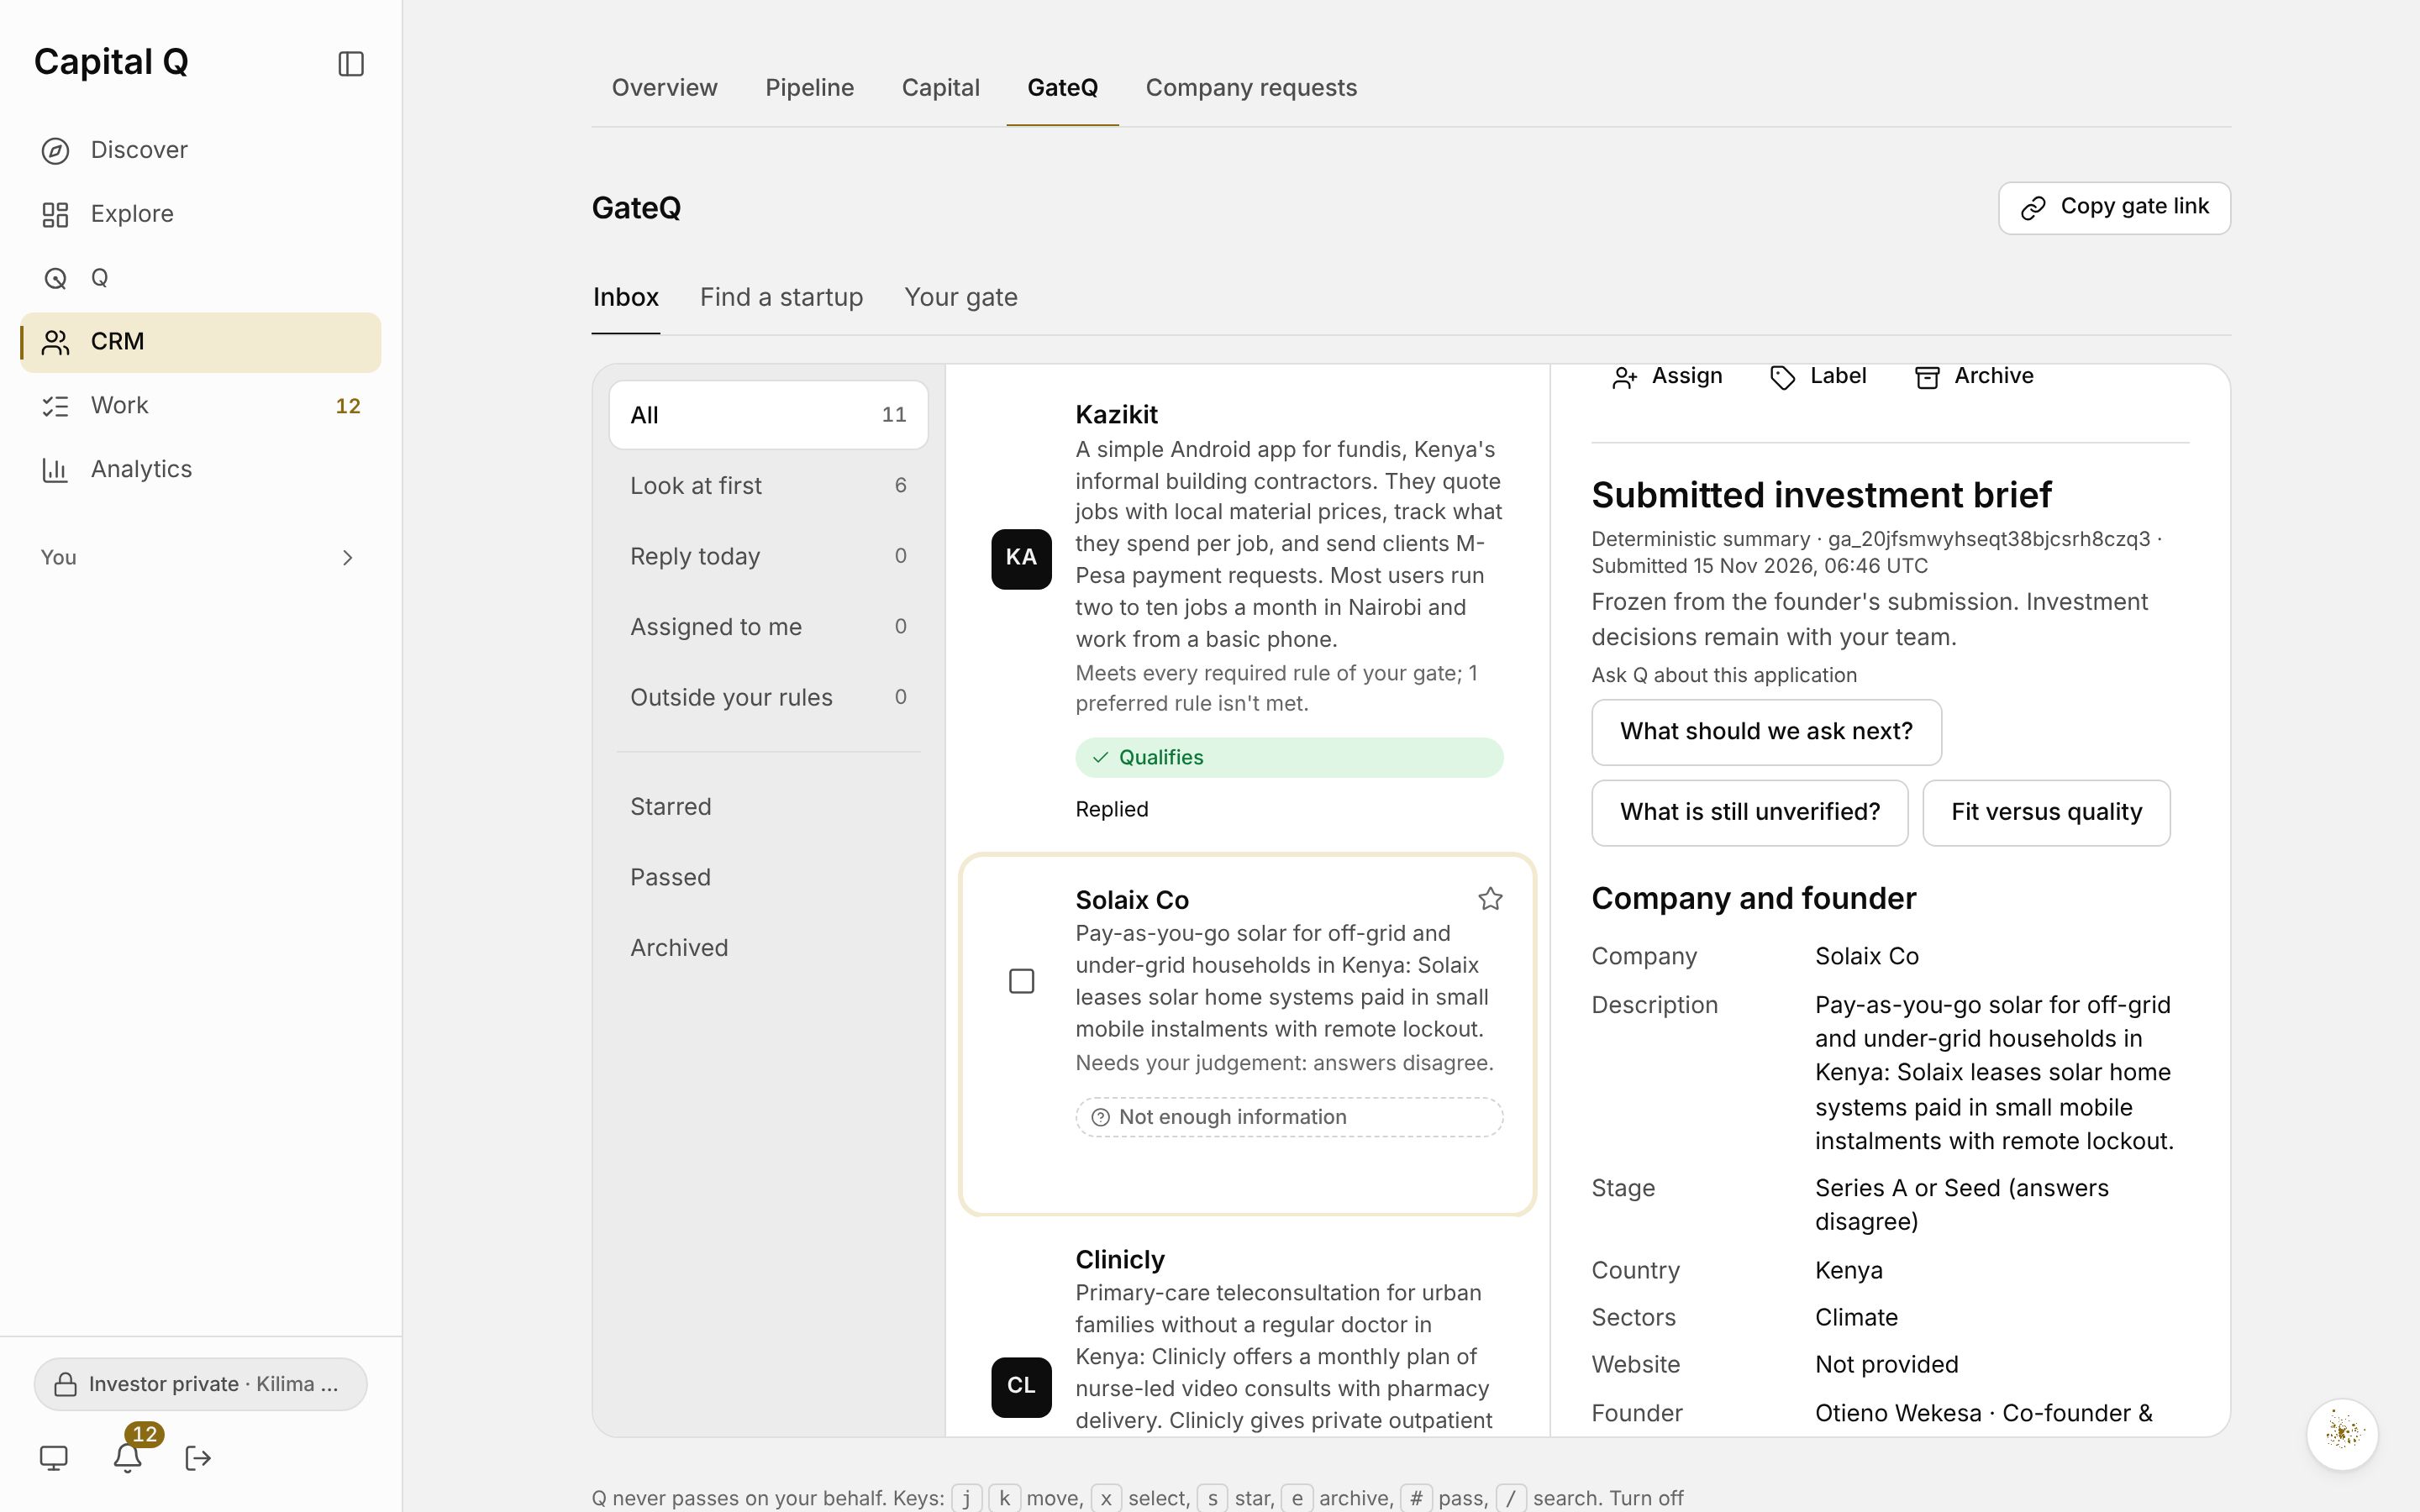 Capital Q
Discover
Explore
Q
CRM
Work 12
Analytics
You
Investor private · Kilima ...
12
Overview Pipeline Capital GateQ Company requests
GateQ
Copy gate link
Inbox Find a startup Your gate
All 11
Look at first 6
Reply today 0
Assigned to me 0
Outside your rules 0
Starred
Passed
Archived
KA
Kazikit
A simple Android app for fundis, Kenya's
informal building contractors. They quote
jobs with local material prices, track what
they spend per job, and send clients M-
Pesa payment requests. Most users run
two to ten jobs a month in Nairobi and
work from a basic phone.
Meets every required rule of your gate; 1
preferred rule isn't met.
Qualifies
Replied
Solaix Co
Pay-as-you-go solar for off-grid and
under-grid households in Kenya: Solaix
leases solar home systems paid in small
mobile instalments with remote lockout.
Needs your judgement: answers disagree.
Not enough information
CL
Clinicly
Primary-care teleconsultation for urban
families without a regular doctor in
Kenya: Clinicly offers a monthly plan of
nurse-led video consults with pharmacy
delivery. Clinicly gives private outpatient
Assign Label Archive
Submitted investment brief
Deterministic summary · ga_20jfsmwyhseqt38bjcsrh8czq3 ·
Submitted 15 Nov 2026, 06:46 UTC
Frozen from the founder's submission. Investment
decisions remain with your team.
Ask Q about this application
What should we ask next?
What is still unverified? Fit versus quality
Company and founder
Company Solaix Co
Description Pay-as-you-go solar for off-grid
and under-grid households in
Kenya: Solaix leases solar home
systems paid in small mobile
instalments with remote lockout.
Stage Series A or Seed (answers
disagree)
Country Kenya
Sectors Climate
Website Not provided
Founder Otieno Wekesa · Co-founder &
Q never passes on your behalf. Keys: j k move, x select, s star, e archive, # pass, / search. Turn off